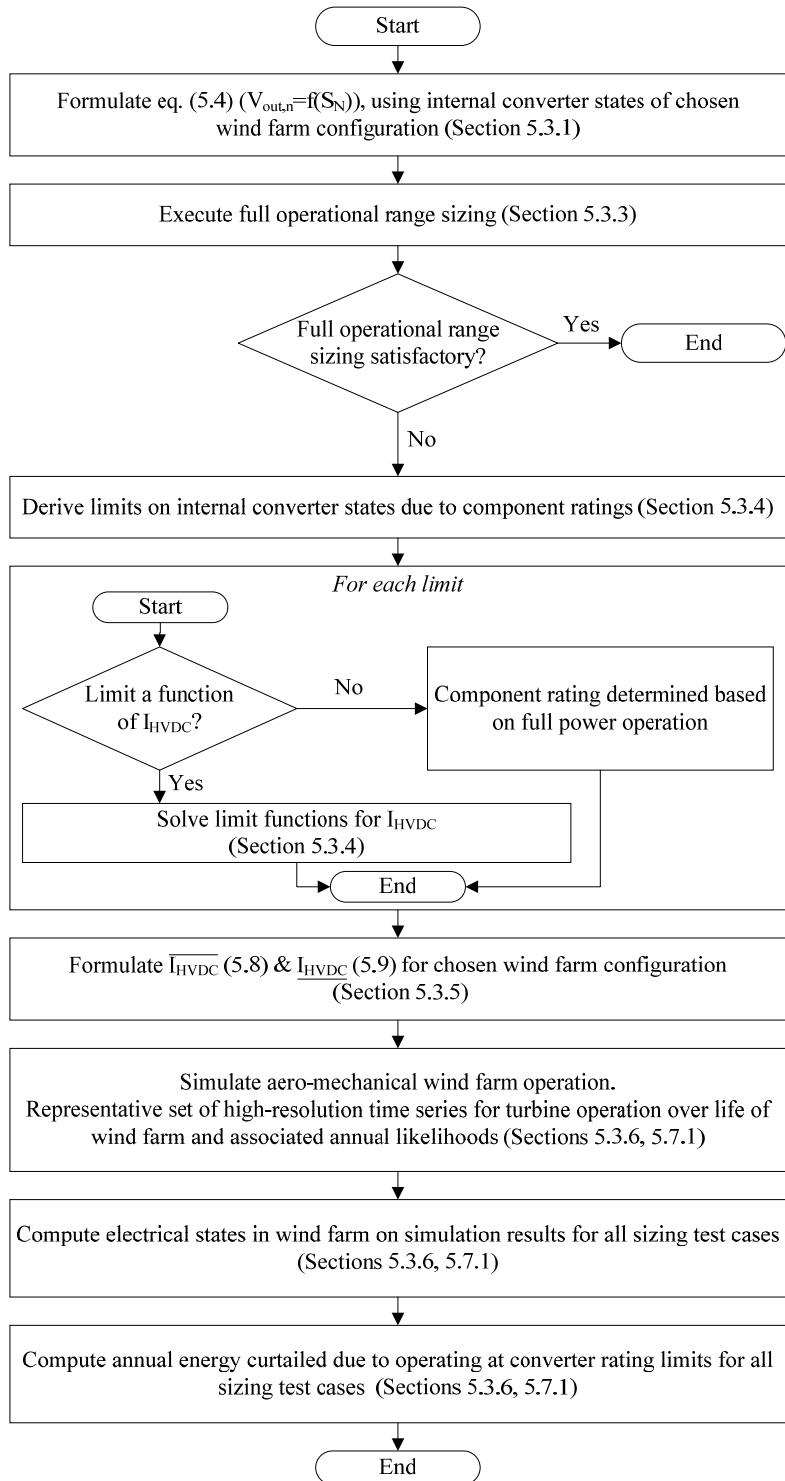 Start
Formulate eq. (5.4) (V_out,n=f(S_N)), using internal converter states of chosen
wind farm configuration (Section 5.3.1)
Execute full operational range sizing (Section 5.3.3)
Full operational range
sizing satisfactory?
Yes
End
No
Derive limits on internal converter states due to component ratings (Section 5.3.4)
For each limit
Start
Limit a function
of I_HVDC?
No
Component rating determined based
on full power operation
Yes
Solve limit functions for I_HVDC
(Section 5.3.4)
End
Formulate I_HVDC (5.8) & I_HVDC (5.9) for chosen wind farm configuration
(Section 5.3.5)
Simulate aero-mechanical wind farm operation.
Representative set of high-resolution time series for turbine operation over life of
wind farm and associated annual likelihoods (Sections 5.3.6, 5.7.1)
Compute electrical states in wind farm on simulation results for all sizing test cases
(Sections 5.3.6, 5.7.1)
Compute annual energy curtailed due to operating at converter rating limits for all
sizing test cases (Sections 5.3.6, 5.7.1)
End